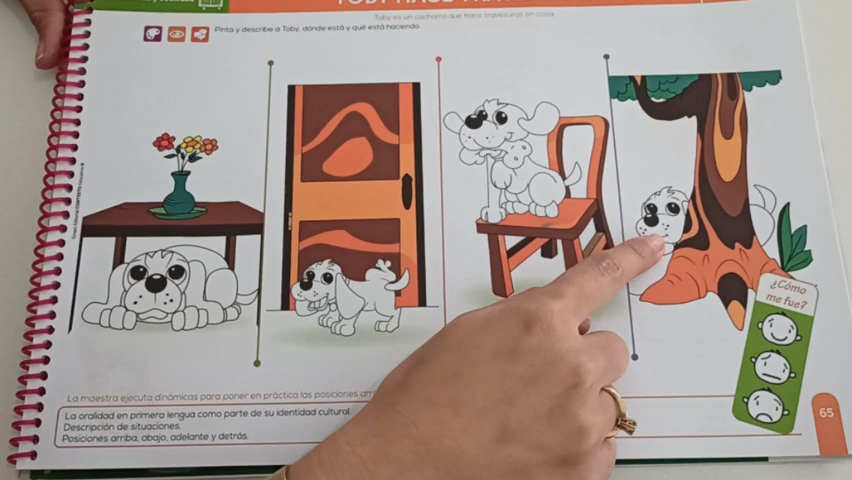 TOBY HACE
Toby es un cachorro que hace travesuras en casa.
Pinta y describe a Toby, dónde está y qué está haciendo.
¿Cómo
me fue?
La maestra ejecuta dinámicas para poner en práctica las posiciones
La oralidad en primera lengua como parte de su identidad cultural.
Descripción de situaciones.
Posiciones arriba, abajo, adelante y detrás.
65